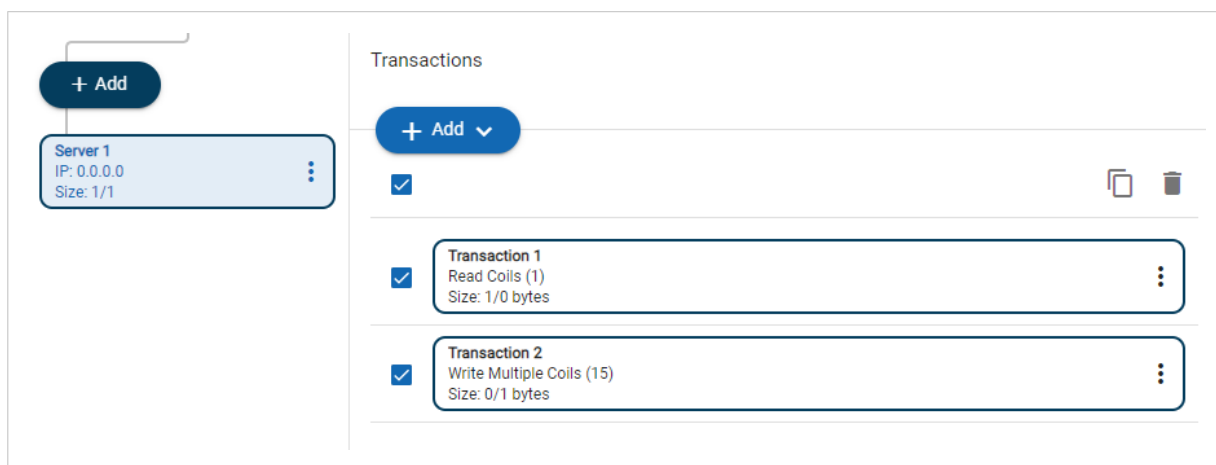 + Add
Server 1
IP: 0.0.0.0
Size: 1/1
Transactions
+ Add
Transaction 1
Read Coils (1)
Size: 1/0 bytes
Transaction 2
Write Multiple Coils (15)
Size: 0/1 bytes